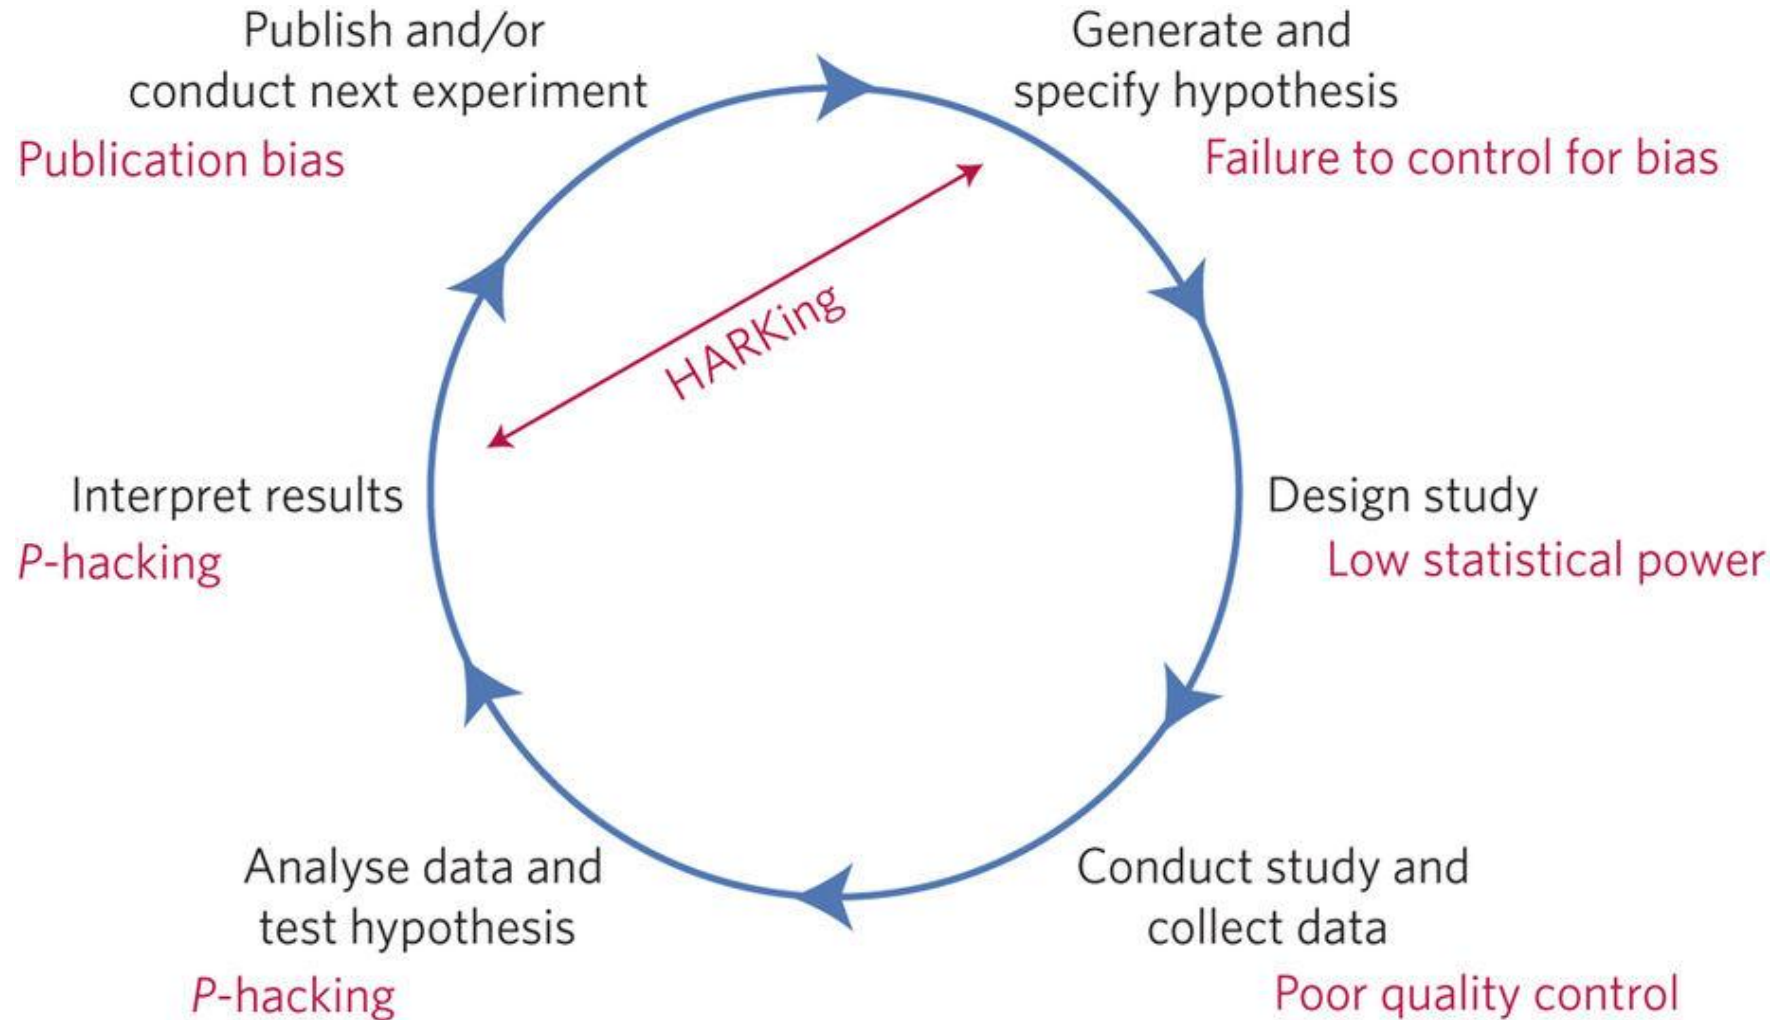 Publish and/or
conduct next experiment
Publication bias
Generate and
specify hypothesis
Failure to control for bias
HARKing
Interpret results
P-hacking
Design study
Low statistical power
Analyse data and
test hypothesis
P-hacking
Conduct study and
collect data
Poor quality control